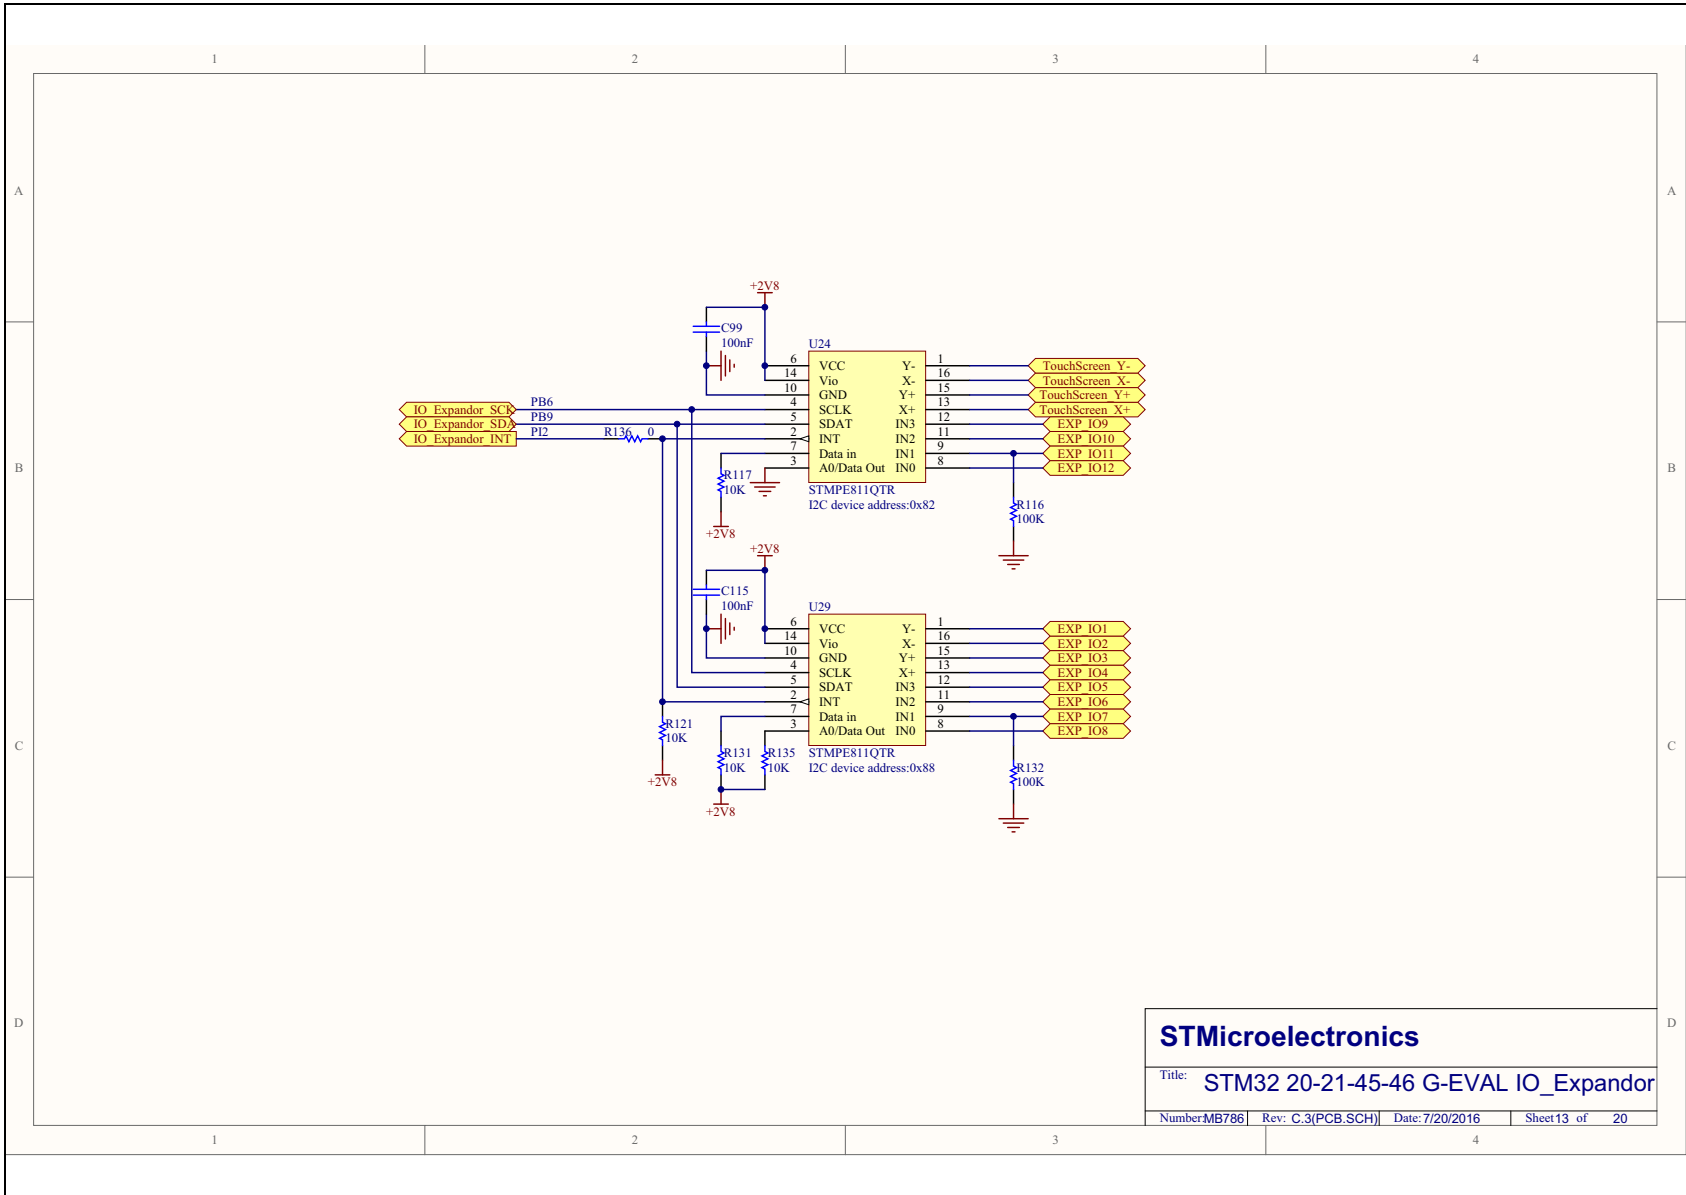 1 2 3 4
A A
B B
C C
D D
+2V8
C99
100nF
U24
6 VCC Y- 1 TouchScreen_Y-
14 Vio X- 16 TouchScreen_X-
10 GND Y+ 15 TouchScreen_Y+
IO_Expandor_SCK PB6 4 SCLK X+ 13 TouchScreen_X+
IO_Expandor_SDA PB9 5 SDAT IN3 12 EXP_IO9
IO_Expandor_INT PI2 R136 0 2 INT IN2 11 EXP_IO10
7 Data in IN1 9 EXP_IO11
3 A0/Data Out IN0 8 EXP_IO12
R117
10K
+2V8
STMPE811QTR
I2C device address:0x82
R116
100K
+2V8
C115
100nF
U29
6 VCC Y- 1 EXP_IO1
14 Vio X- 16 EXP_IO2
10 GND Y+ 15 EXP_IO3
4 SCLK X+ 13 EXP_IO4
5 SDAT IN3 12 EXP_IO5
2 INT IN2 11 EXP_IO6
7 Data in IN1 9 EXP_IO7
3 A0/Data Out IN0 8 EXP_IO8
R121
10K
+2V8
R131
10K
R135
10K
+2V8
STMPE811QTR
I2C device address:0x88
R132
100K
STMicroelectronics
Title: STM32 20-21-45-46 G-EVAL IO_Expandor
Number:MB786 Rev: C.3(PCB.SCH) Date:7/20/2016 Sheet 13 of 20
1 2 3 4